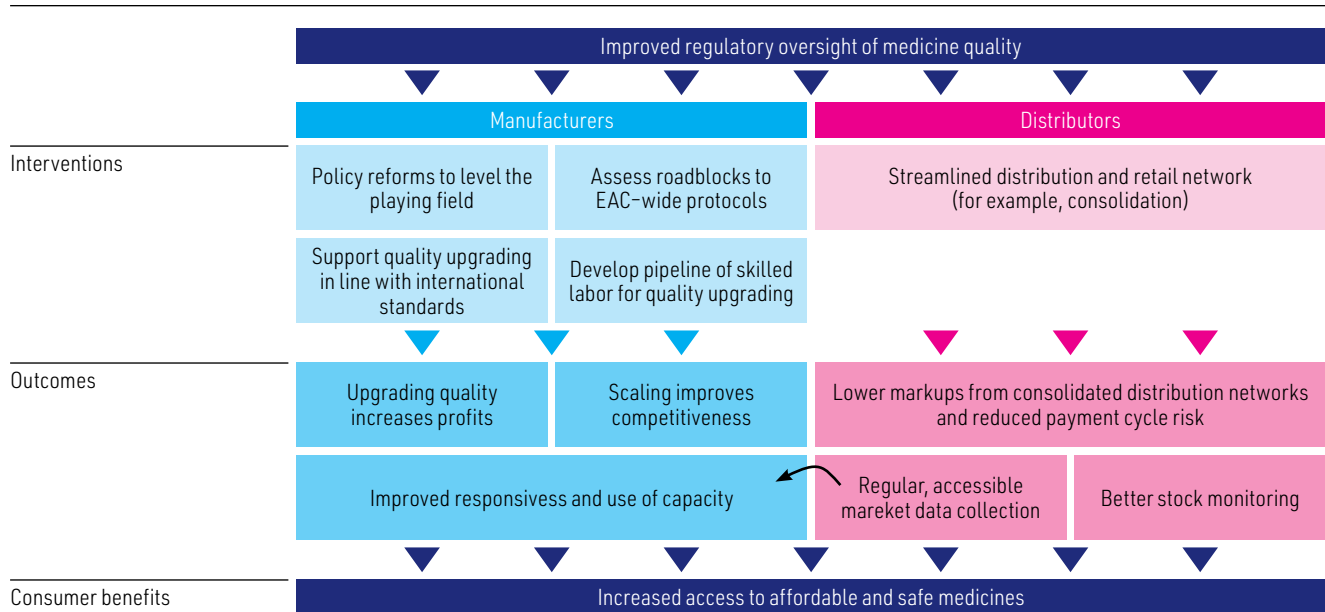 Improved regulatory oversight of medicine quality
Manufacturers
Distributors
Interventions
Policy reforms to level the
playing field
Assess roadblocks to
EAC-wide protocols
Streamlined distribution and retail network
(for example, consolidation)
Support quality upgrading
in line with international
standards
Develop pipeline of skilled
labor for quality upgrading
Outcomes
Upgrading quality
increases profits
Scaling improves
competitiveness
Lower markups from consolidated distribution networks
and reduced payment cycle risk
Improved responsivess and use of capacity
Regular, accessible
mareket data collection
Better stock monitoring
Consumer benefits
Increased access to affordable and safe medicines